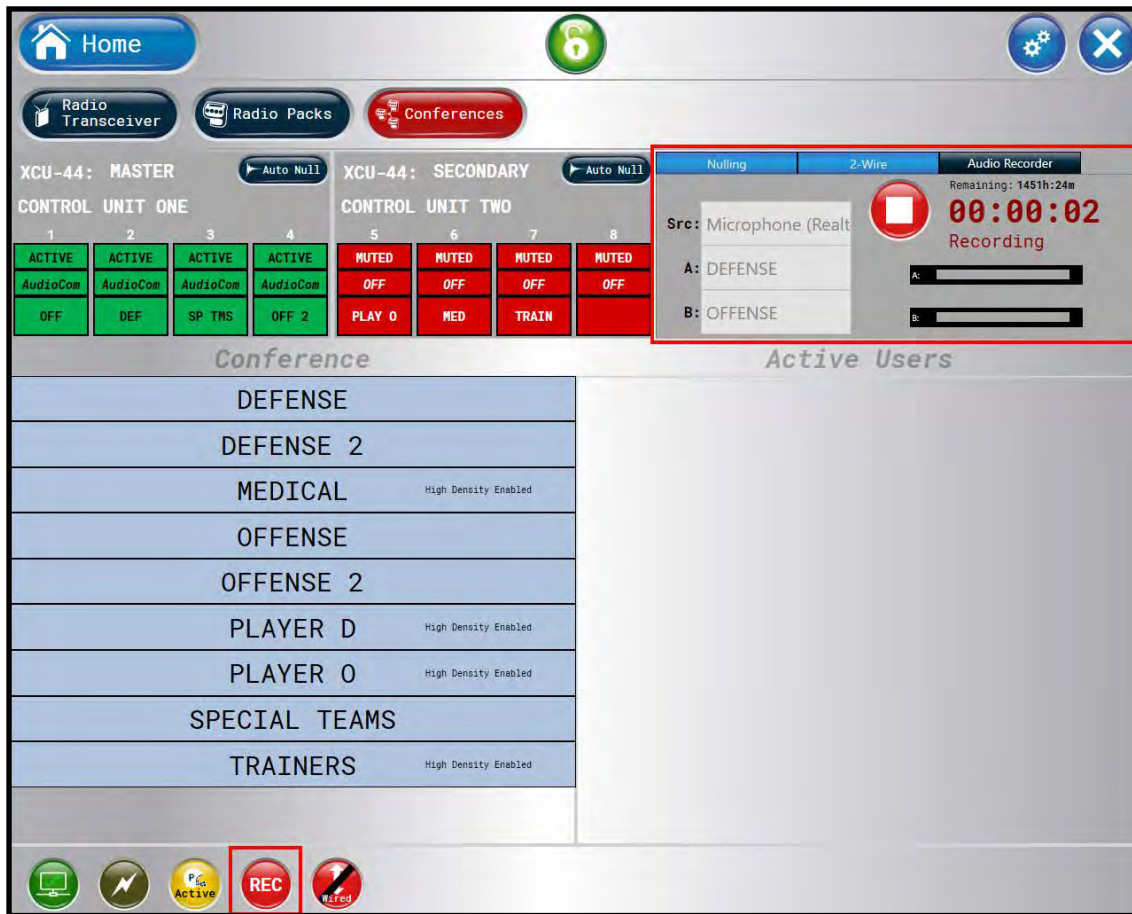 Home
Radio
Transceiver
Radio Packs
Conferences
XCU-44: MASTER
Auto Null
CONTROL UNIT ONE
1 2 3 4
ACTIVE ACTIVE ACTIVE ACTIVE
AudioCom AudioCom AudioCom AudioCom
OFF DEF SP TMS OFF 2
XCU-44: SECONDARY
Auto Null
CONTROL UNIT TWO
5 6 7 8
MUTED MUTED MUTED MUTED
OFF OFF OFF OFF
PLAY O MED TRAIN
Nulling 2-Wire Audio Recorder
Src: Microphone (Realt
A: DEFENSE
B: OFFENSE
Remaining: 1451h:24m
00:00:02
Recording
A:
B:
Conference
DEFENSE
DEFENSE 2
MEDICAL High Density Enabled
OFFENSE
OFFENSE 2
PLAYER D High Density Enabled
PLAYER O High Density Enabled
SPECIAL TEAMS
TRAINERS High Density Enabled
Active Users
Active
REC
Wired